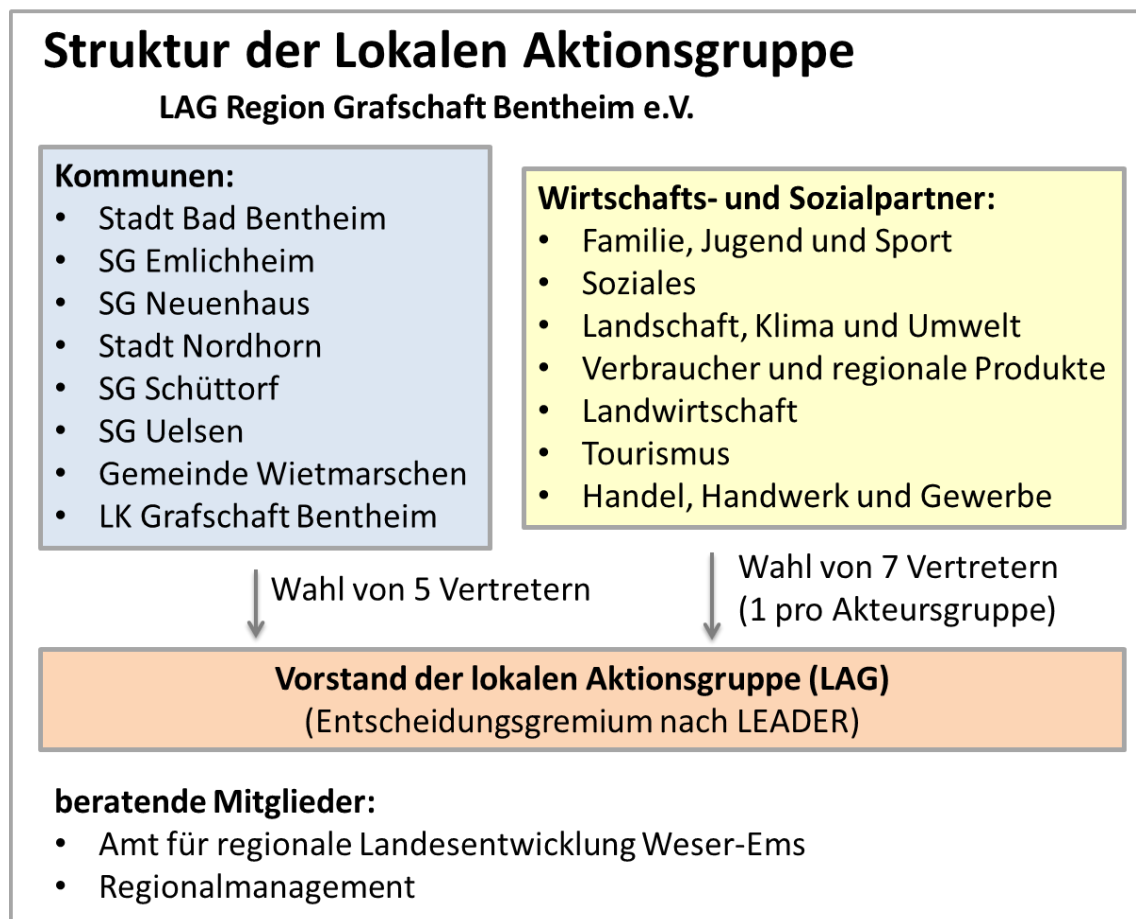 Struktur der Lokalen Aktionsgruppe
LAG Region Grafschaft Bentheim e.V.
Kommunen:
• Stadt Bad Bentheim
• SG Emlichheim
• SG Neuenhaus
• Stadt Nordhorn
• SG Schüttorf
• SG Uelsen
• Gemeinde Wietmarschen
• LK Grafschaft Bentheim
Wirtschafts- und Sozialpartner:
• Familie, Jugend und Sport
• Soziales
• Landschaft, Klima und Umwelt
• Verbraucher und regionale Produkte
• Landwirtschaft
• Tourismus
• Handel, Handwerk und Gewerbe
Wahl von 5 Vertretern
Wahl von 7 Vertretern
(1 pro Akteursgruppe)
Vorstand der lokalen Aktionsgruppe (LAG)
(Entscheidungsgremium nach LEADER)
beratende Mitglieder:
• Amt für regionale Landesentwicklung Weser-Ems
• Regionalmanagement